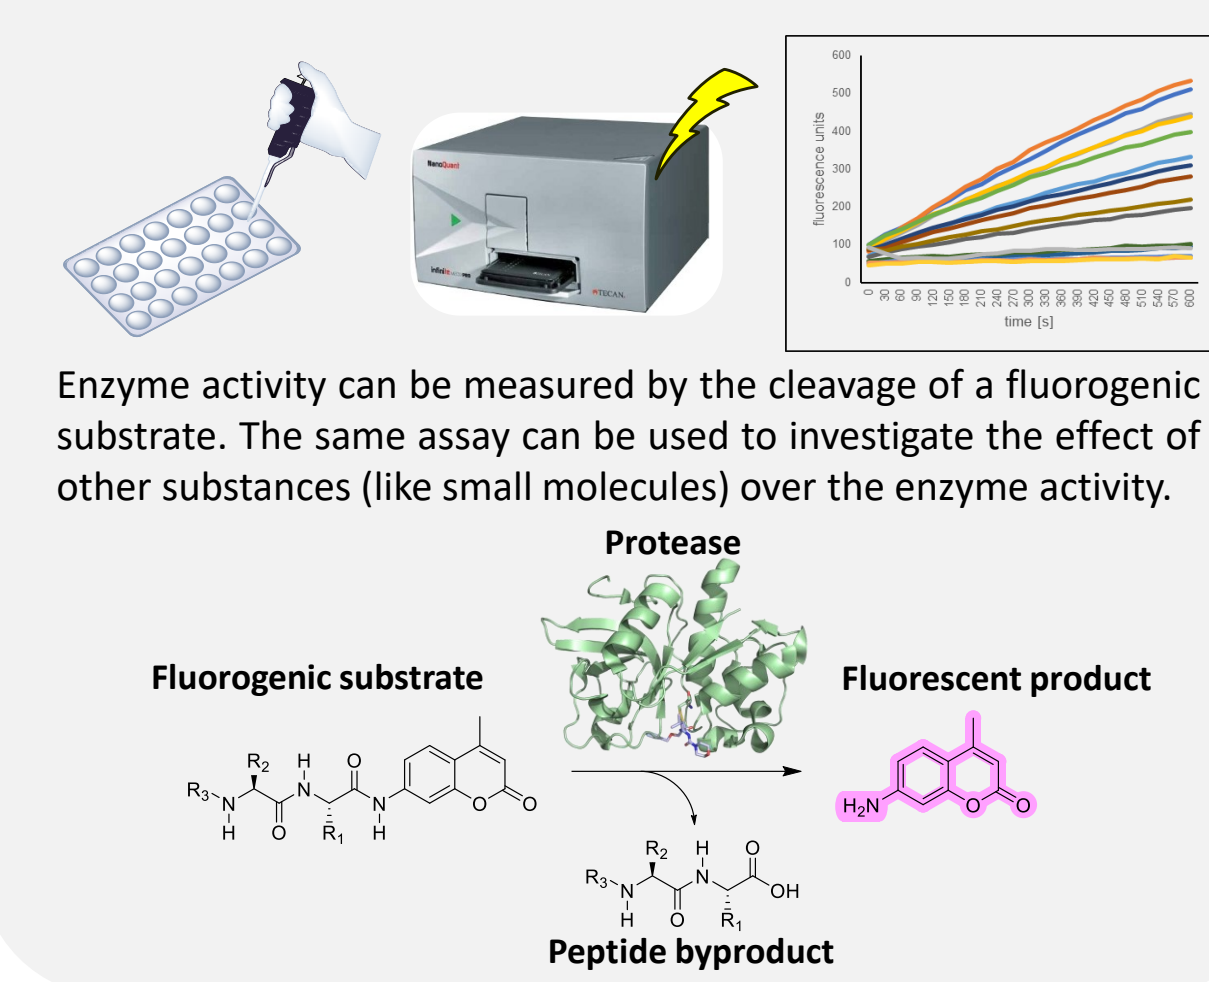 NanoQuant
infinite
TECAN.
fluorescence units
600
500
400
300
200
100
0
0 30 60 90 120 150 180 210 240 270 300 330 360 390 420 450 480 510 540 570 600
time [s]
Enzyme activity can be measured by the cleavage of a fluorogenic
substrate. The same assay can be used to investigate the effect of
other substances (like small molecules) over the enzyme activity.
Protease
Fluorogenic substrate
Fluorescent product
R2
H
O
R3
N
N
N
H
O
R1
H
O
O
H2N
O
O
R2
H
O
R3
N
N
OH
H
O
R1
Peptide byproduct